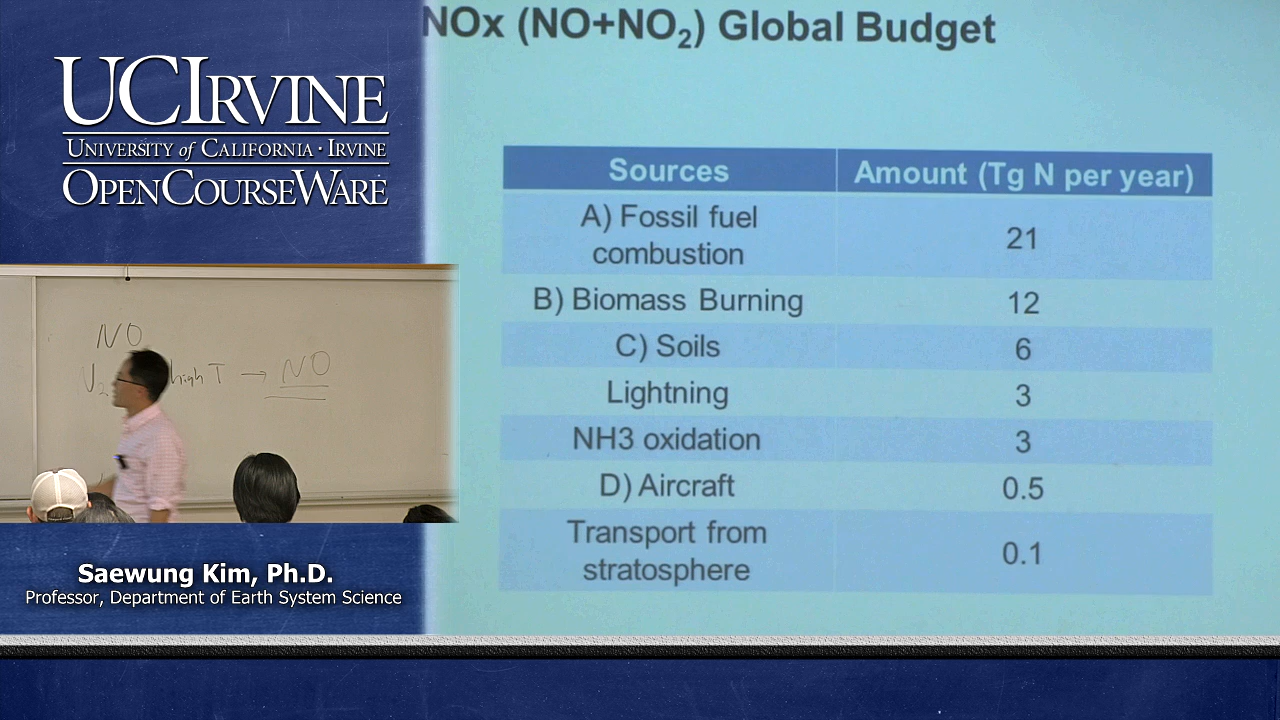 UCIRVINE
UNIVERSITY of CALIFORNIA · IRVINE
OPENCOURSEWARE
NO
high T → NO
Saewung Kim, Ph.D.
Professor, Department of Earth System Science
NOx (NO+NO₂) Global Budget
Sources Amount (Tg N per year)
A) Fossil fuel
combustion
21
B) Biomass Burning 12
C) Soils 6
Lightning 3
NH3 oxidation 3
D) Aircraft 0.5
Transport from
stratosphere
0.1